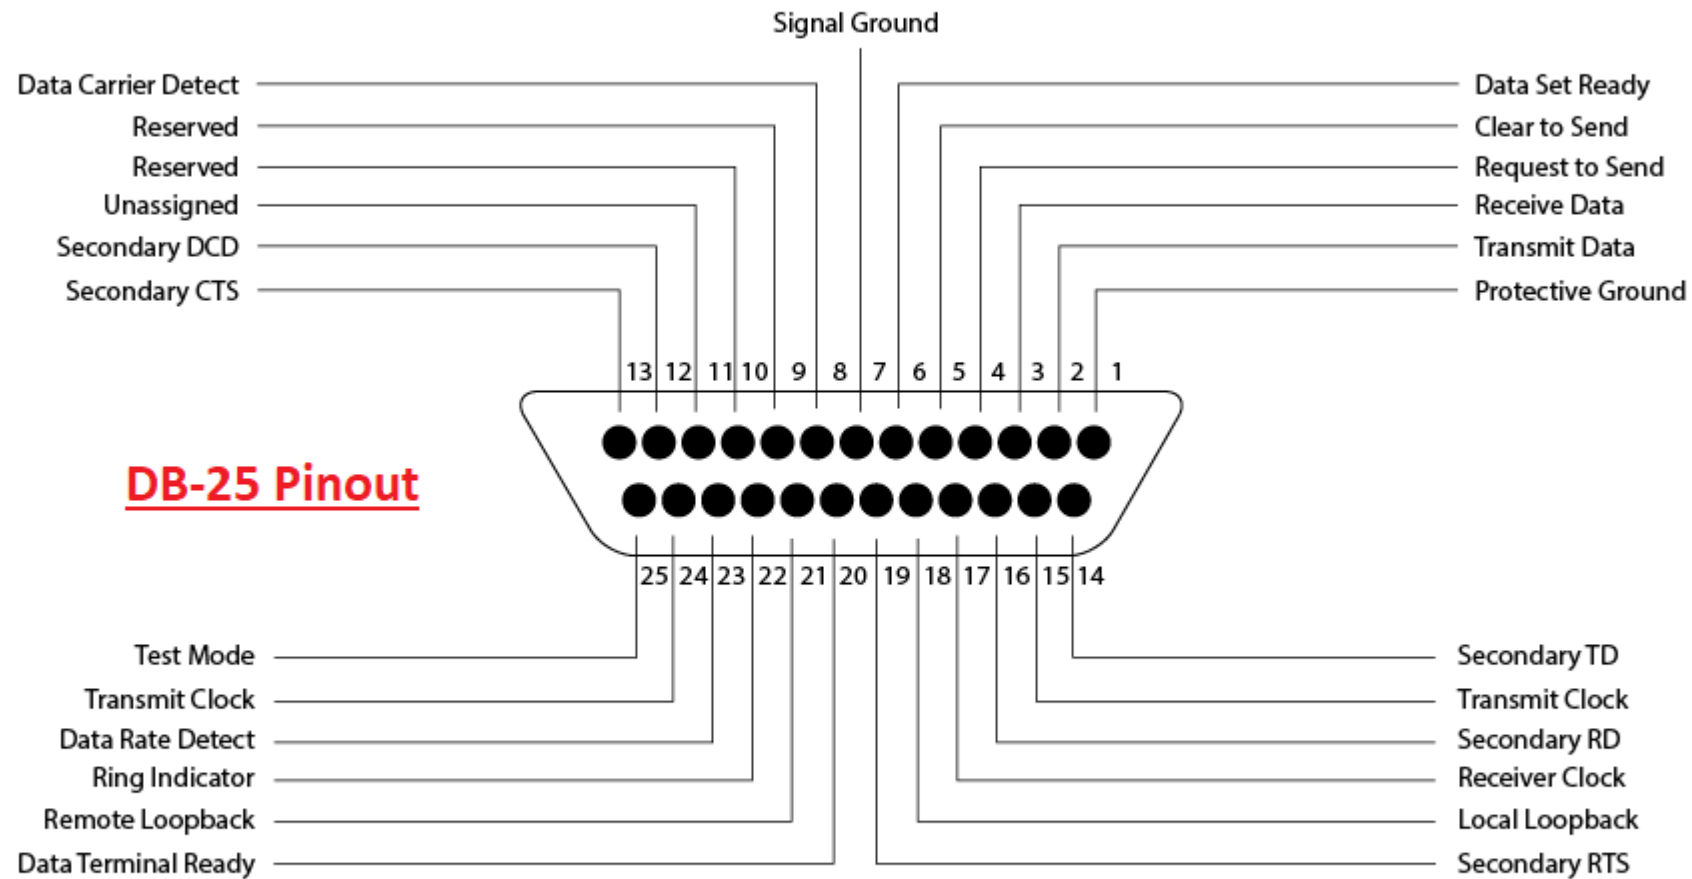 Signal Ground
Data Carrier Detect
Reserved
Reserved
Unassigned
Secondary DCD
Secondary CTS
Data Set Ready
Clear to Send
Request to Send
Receive Data
Transmit Data
Protective Ground
13 12 11 10 9 8 7 6 5 4 3 2 1
DB-25 Pinout
25 24 23 22 21 20 19 18 17 16 15 14
Test Mode
Transmit Clock
Data Rate Detect
Ring Indicator
Remote Loopback
Data Terminal Ready
Secondary TD
Transmit Clock
Secondary RD
Receiver Clock
Local Loopback
Secondary RTS